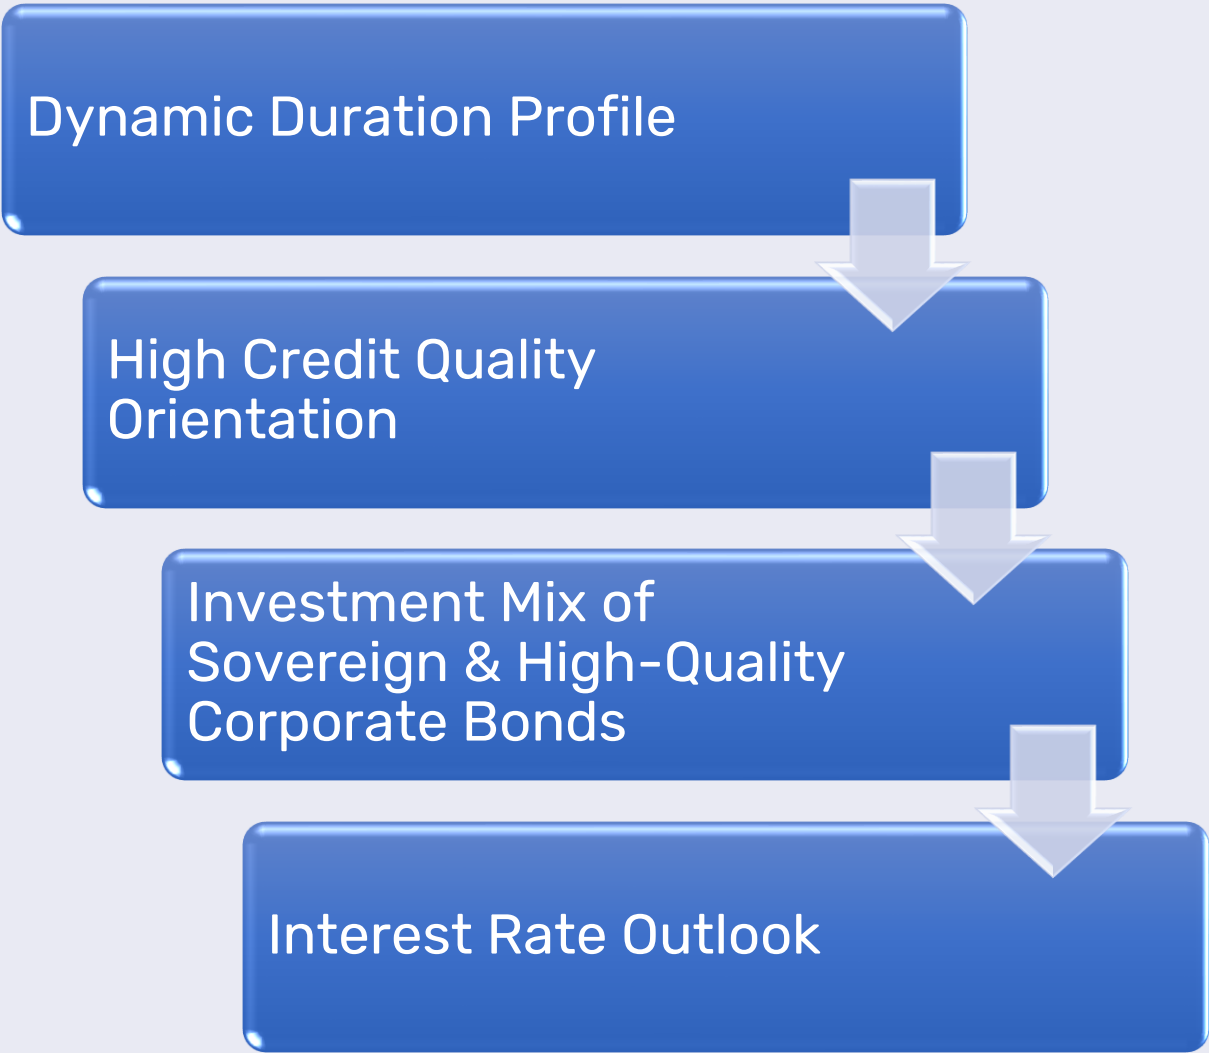 Dynamic Duration Profile
High Credit Quality
Orientation
Investment Mix of
Sovereign & High-Quality
Corporate Bonds
Interest Rate Outlook